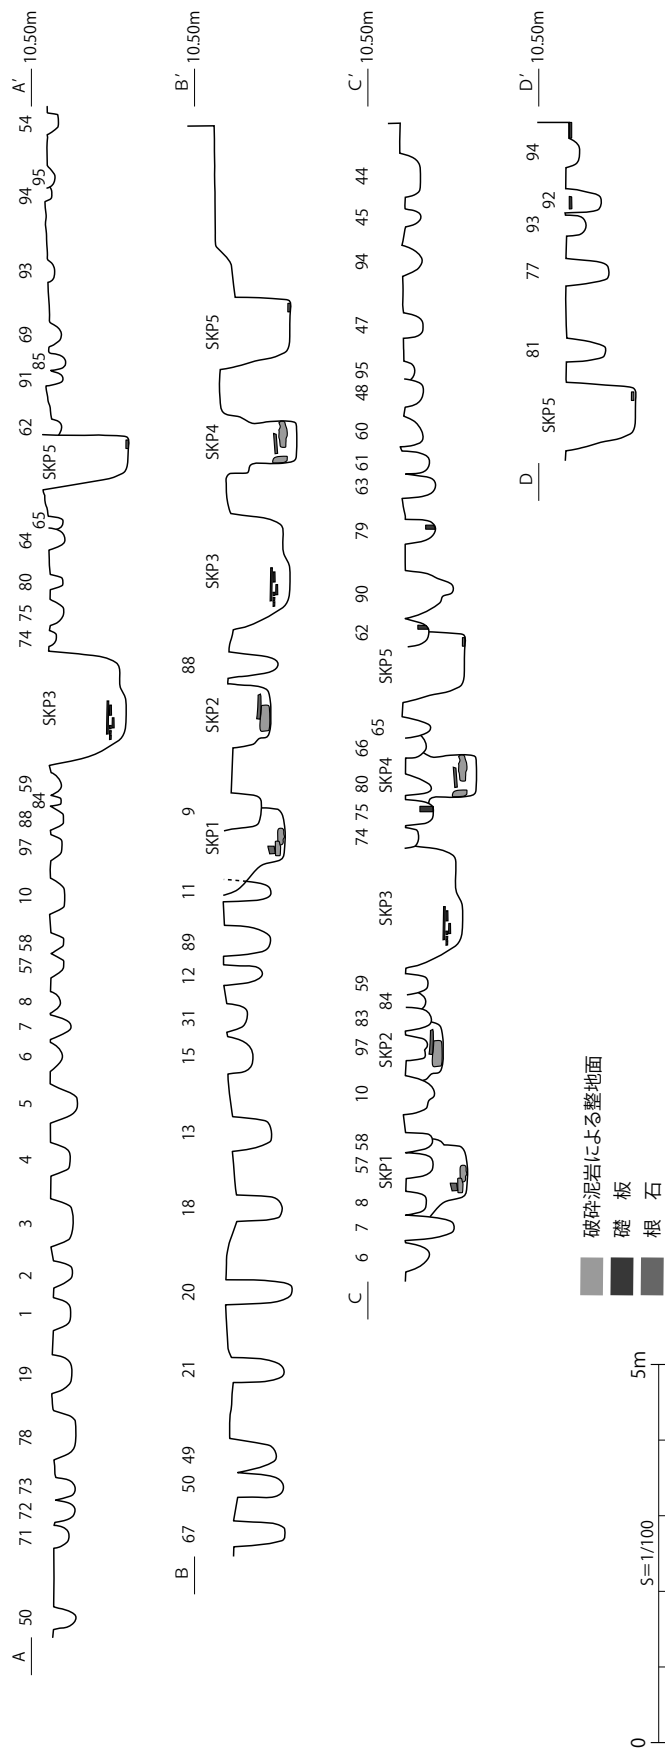 A 50 71 72 73 78 19 1 2 3 4 5 6 7 8 57 58 10 97 88 84 59 SKP3 74 75 80 64 65 SKP5 62 91 85 69 93 94 95 54 A′ 10.50m
B 67 50 49 21 20 18 13 15 31 12 89 11 SKP1 9 SKP2 88 SKP3 SKP4 SKP5 B′ 10.50m
C 6 7 8 SKP1 57 58 10 SKP2 97 83 84 59 SKP3 74 75 80 SKP4 66 65 SKP5 62 90 79 63 61 60 48 95 47 94 45 44 C′ 10.50m
D SKP5 81 77 93 92 94 D′ 10.50m
破砕泥岩による整地面
礎 板
根 石
0 S=1/100 5m